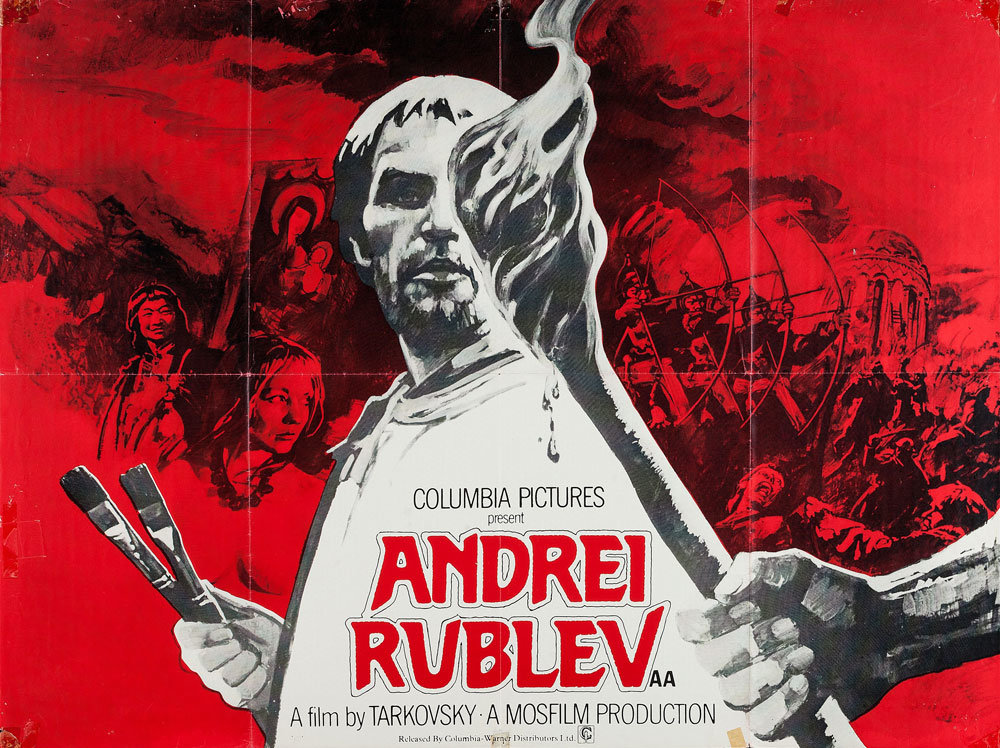 COLUMBIA PICTURES
present
ANDREI
RUBLEV AA
A film by TARKOVSKY · A MOSFILM PRODUCTION
Released By Columbia-Warner Distributors Ltd.